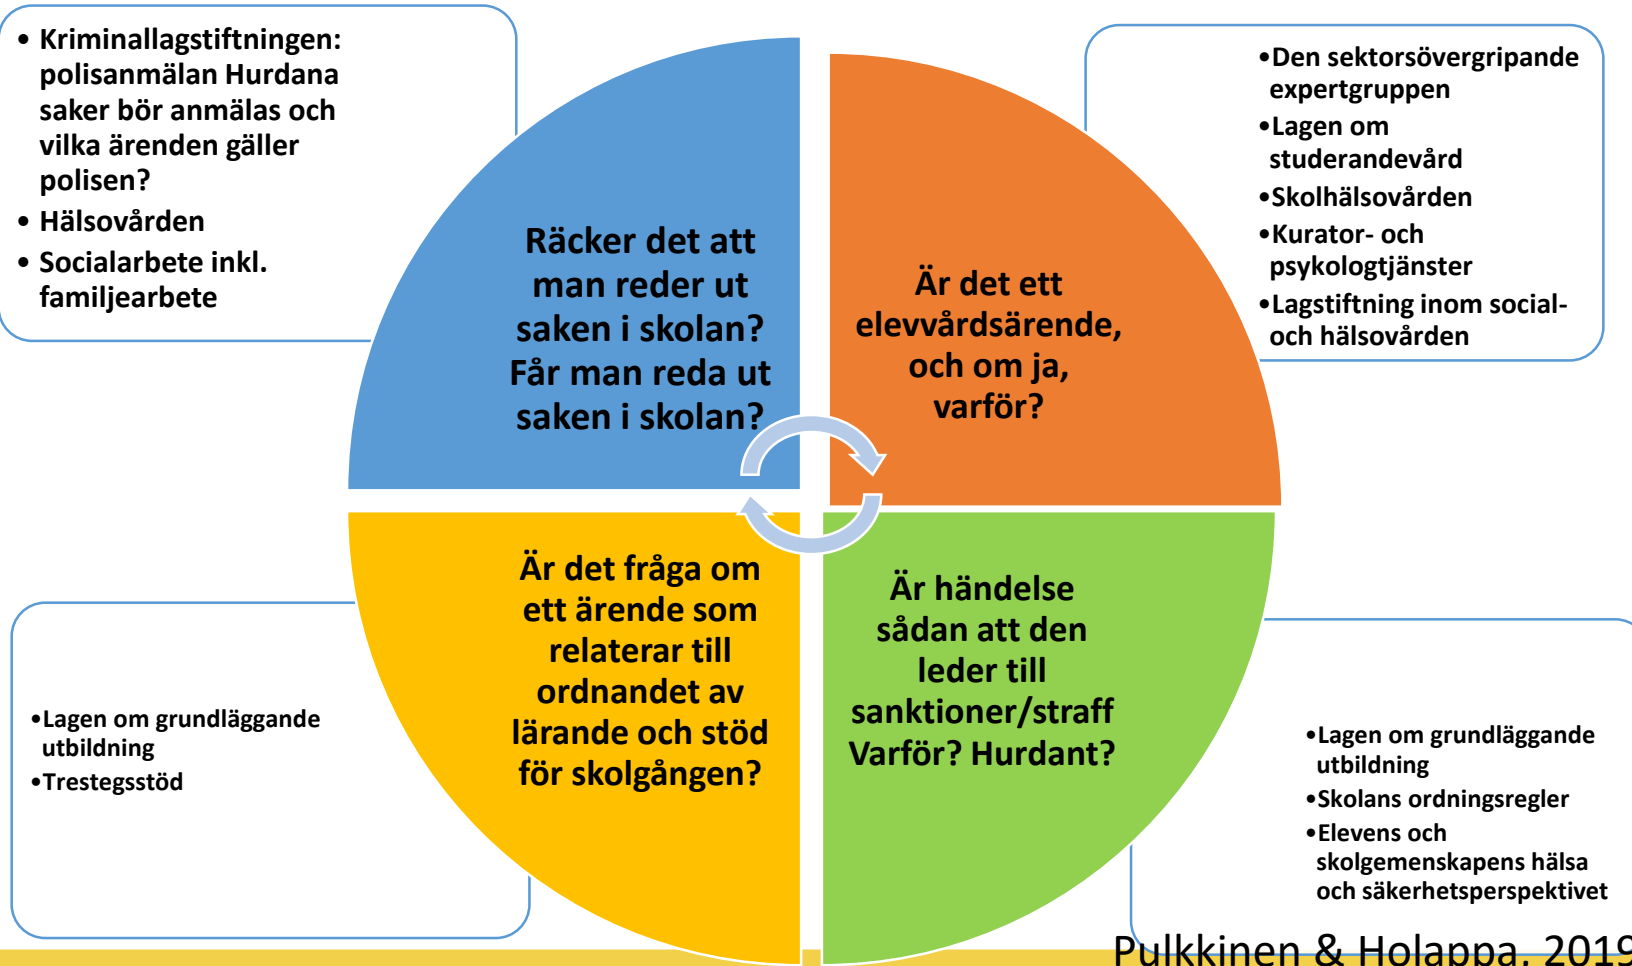 • Kriminallagstiftningen:
polisanmälan Hurdana
saker bör anmälas och
vilka ärenden gäller
polisen?
• Hälsovården
• Socialarbete inkl.
familjearbete
Räcker det att
man reder ut
saken i skolan?
Får man reda ut
saken i skolan?
Är det ett
elevvårdsärende,
och om ja,
varför?
•Den sektorsövergripande
expertgruppen
•Lagen om
studerandevård
•Skolhälsovården
•Kurator- och
psykologtjänster
•Lagstiftning inom social-
och hälsovården
•Lagen om grundläggande
utbildning
•Trestegsstöd
Är det fråga om
ett ärende som
relaterar till
ordnandet av
lärande och stöd
för skolgången?
Är händelse
sådan att den
leder till
sanktioner/straff
Varför? Hurdant?
•Lagen om grundläggande
utbildning
•Skolans ordningsregler
•Elevens och
skolgemenskapens hälsa
och säkerhetsperspektivet
Pulkkinen & Holappa, 2019